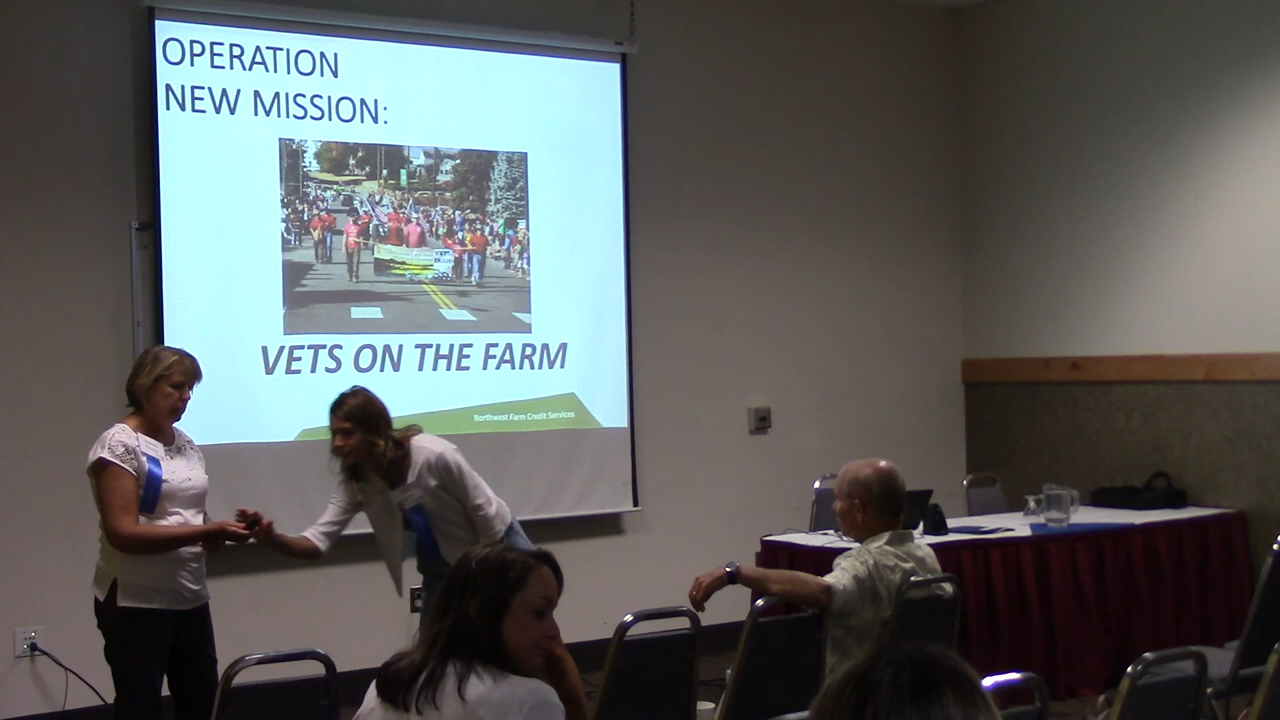 OPERATION
NEW MISSION:
VETS ON THE FARM
Northwest Farm Credit Services